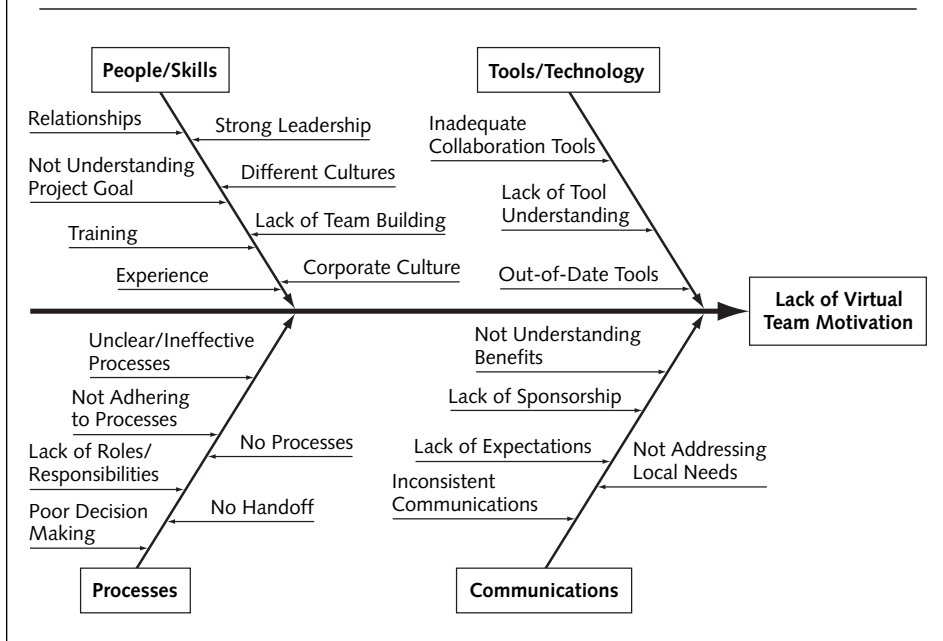 People/Skills
Relationships
Strong Leadership
Not Understanding
Project Goal
Different Cultures
Lack of Team Building
Training
Experience
Corporate Culture
Tools/Technology
Inadequate
Collaboration Tools
Lack of Tool
Understanding
Out-of-Date Tools
Lack of Virtual
Team Motivation
Unclear/Ineffective
Processes
Not Adhering
to Processes
No Processes
Lack of Roles/
Responsibilities
No Handoff
Poor Decision
Making
Processes
Not Understanding
Benefits
Lack of Sponsorship
Lack of Expectations
Not Addressing
Local Needs
Inconsistent
Communications
Communications